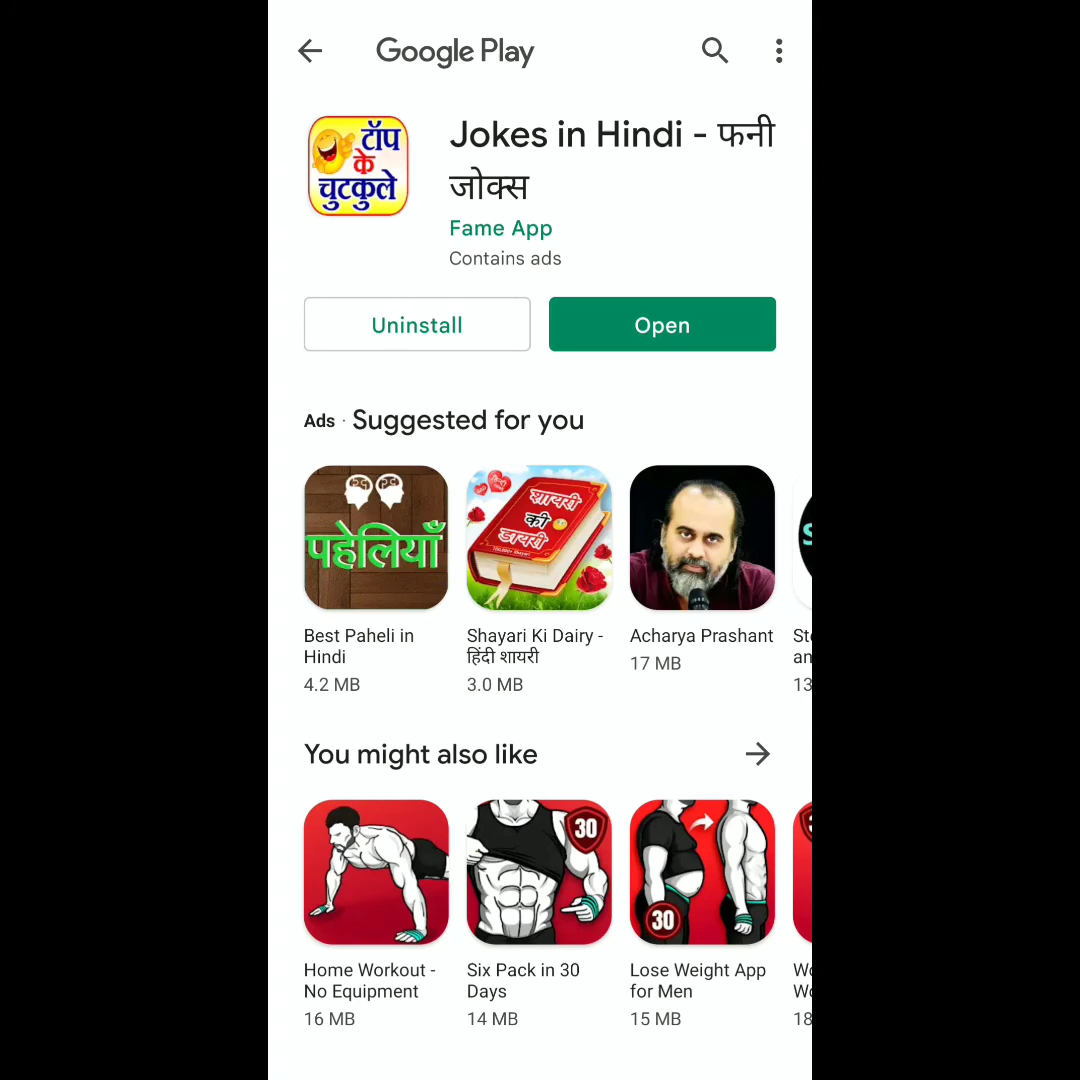 Google Play
टॉप
के
चुटकुले
Jokes in Hindi - फनी
जोक्स
Fame App
Contains ads
Uninstall
Open
Ads · Suggested for you
पहेलियाँ
शायरी
की
डायरी
Best Paheli in
Hindi
4.2 MB
Shayari Ki Dairy -
हिंदी शायरी
3.0 MB
Acharya Prashant
17 MB
You might also like
30
30
Home Workout -
No Equipment
16 MB
Six Pack in 30
Days
14 MB
Lose Weight App
for Men
15 MB